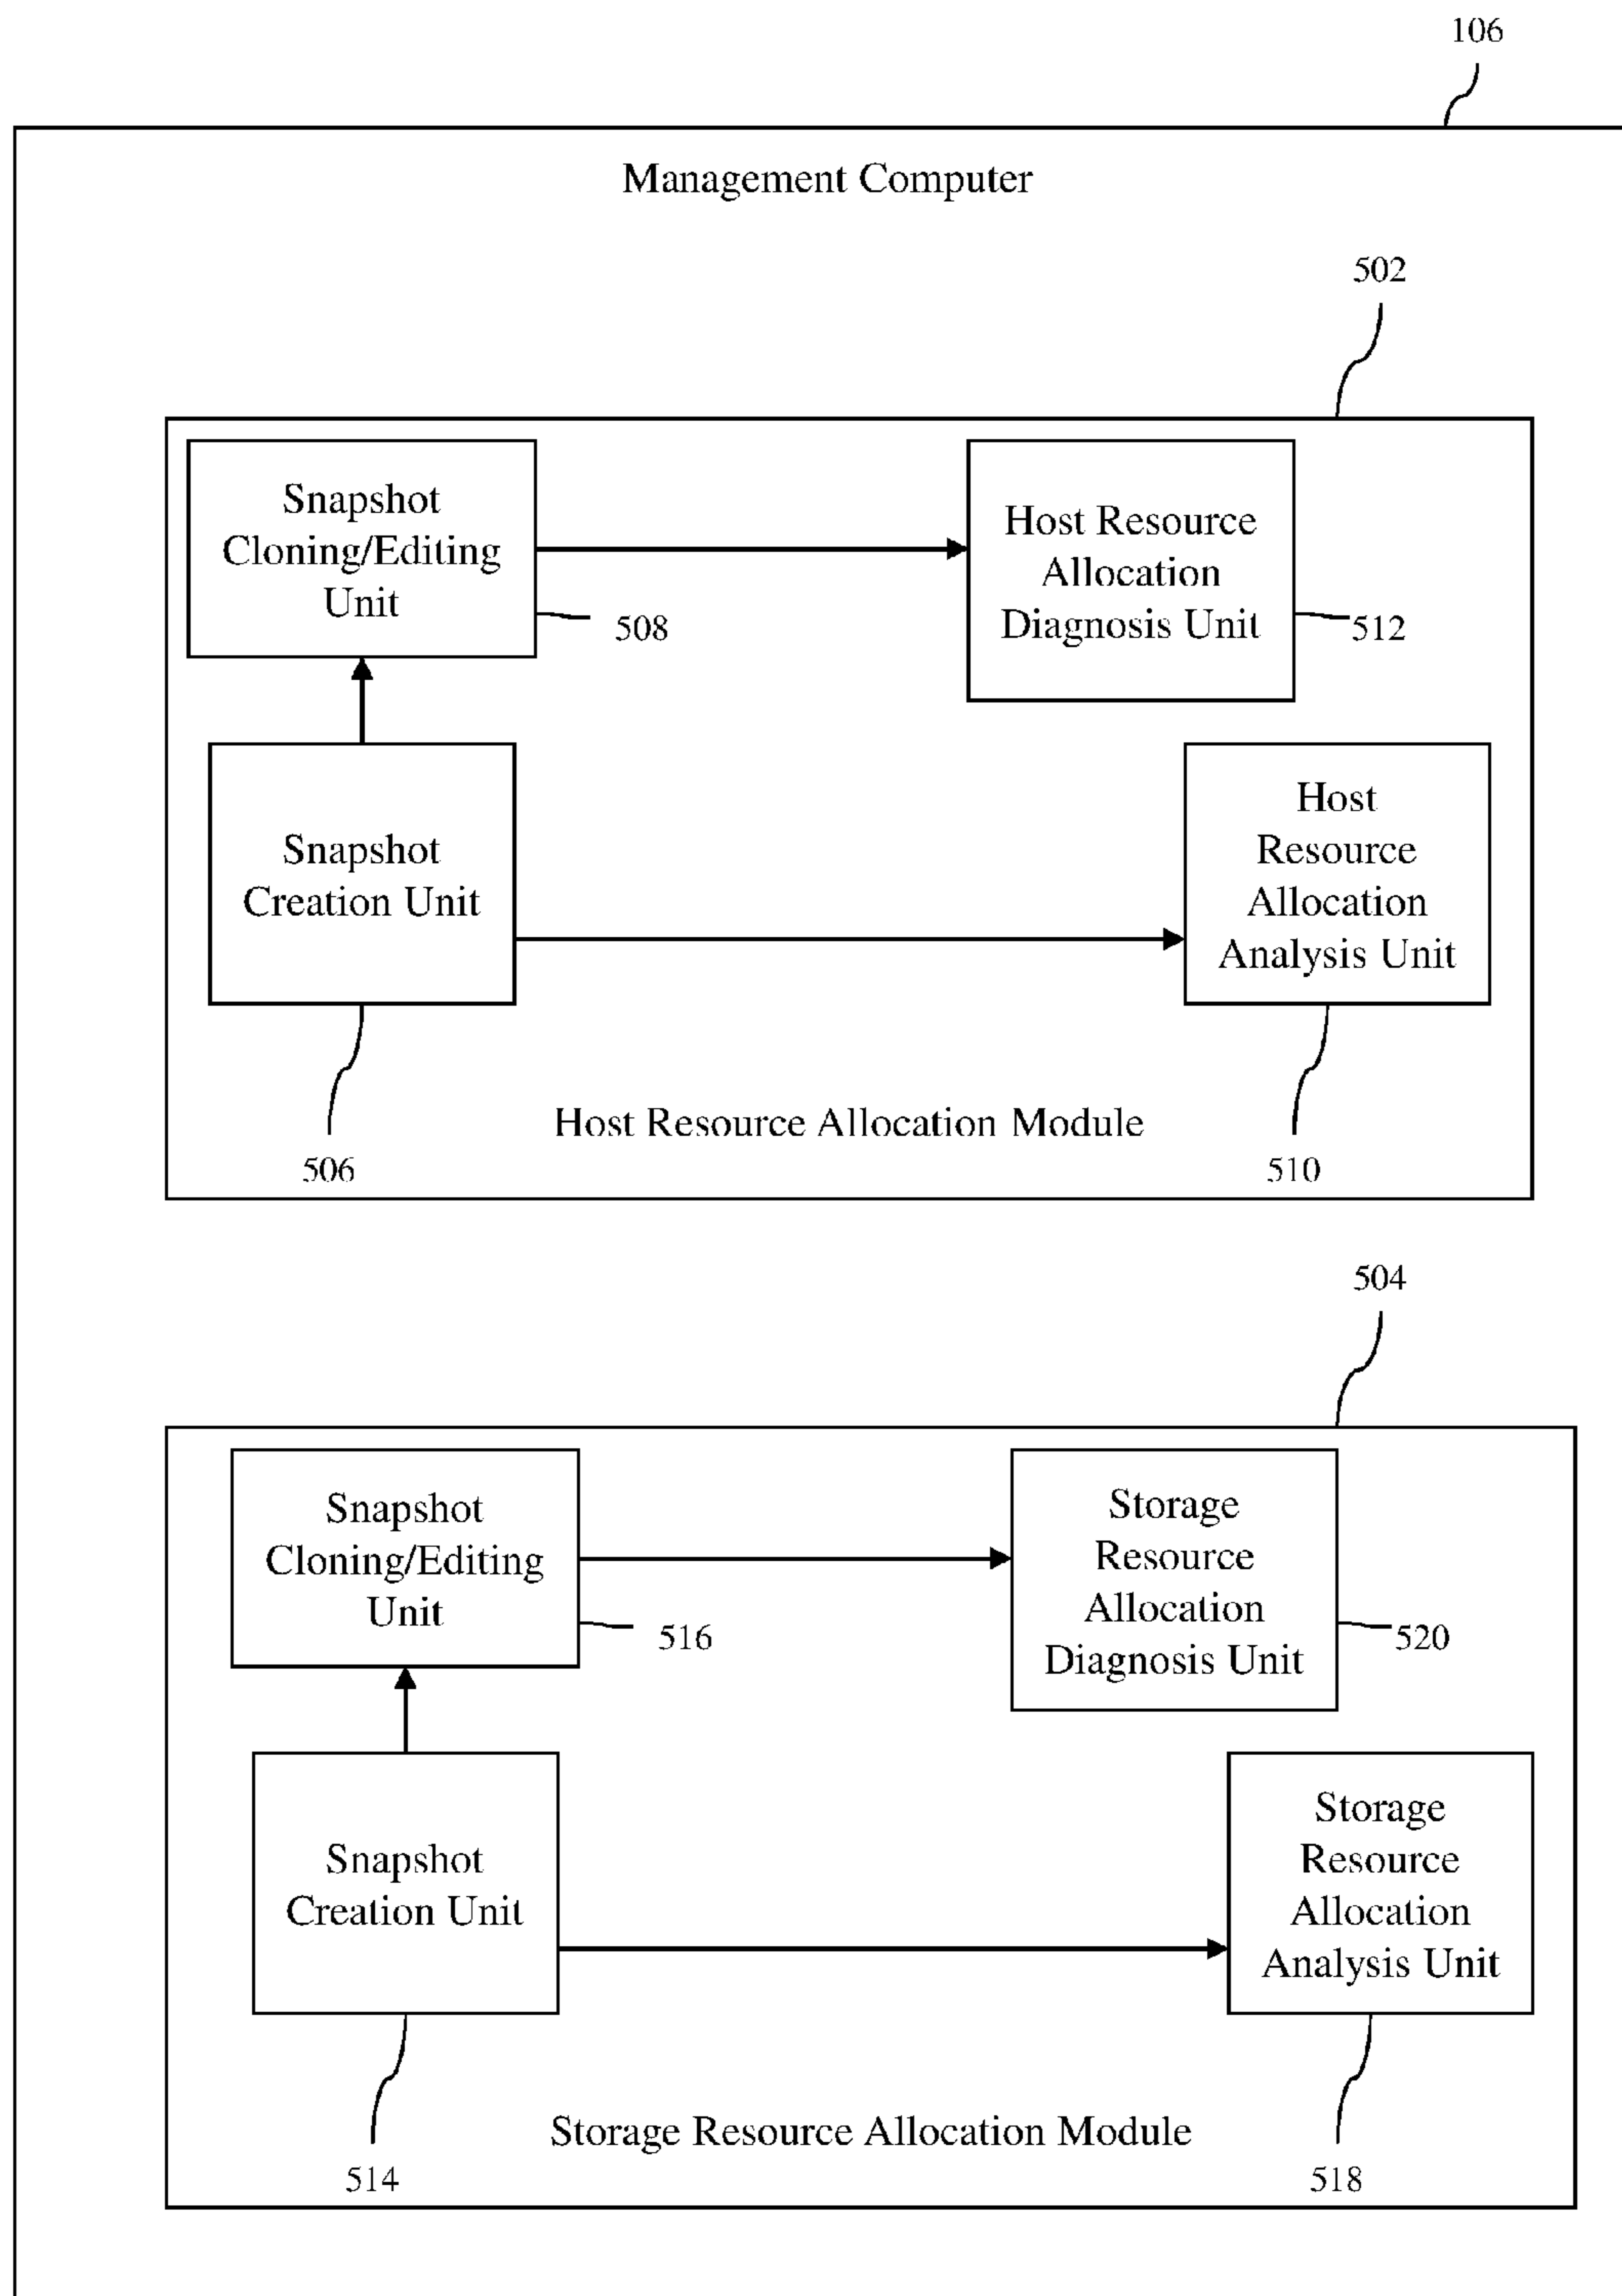 106
Management Computer
502
Snapshot
Cloning/Editing
Unit
508
Host Resource
Allocation
Diagnosis Unit
512
Snapshot
Creation Unit
506
Host
Resource
Allocation
Analysis Unit
510
Host Resource Allocation Module
504
Snapshot
Cloning/Editing
Unit
516
Storage
Resource
Allocation
Diagnosis Unit
520
Snapshot
Creation Unit
514
Storage
Resource
Allocation
Analysis Unit
518
Storage Resource Allocation Module